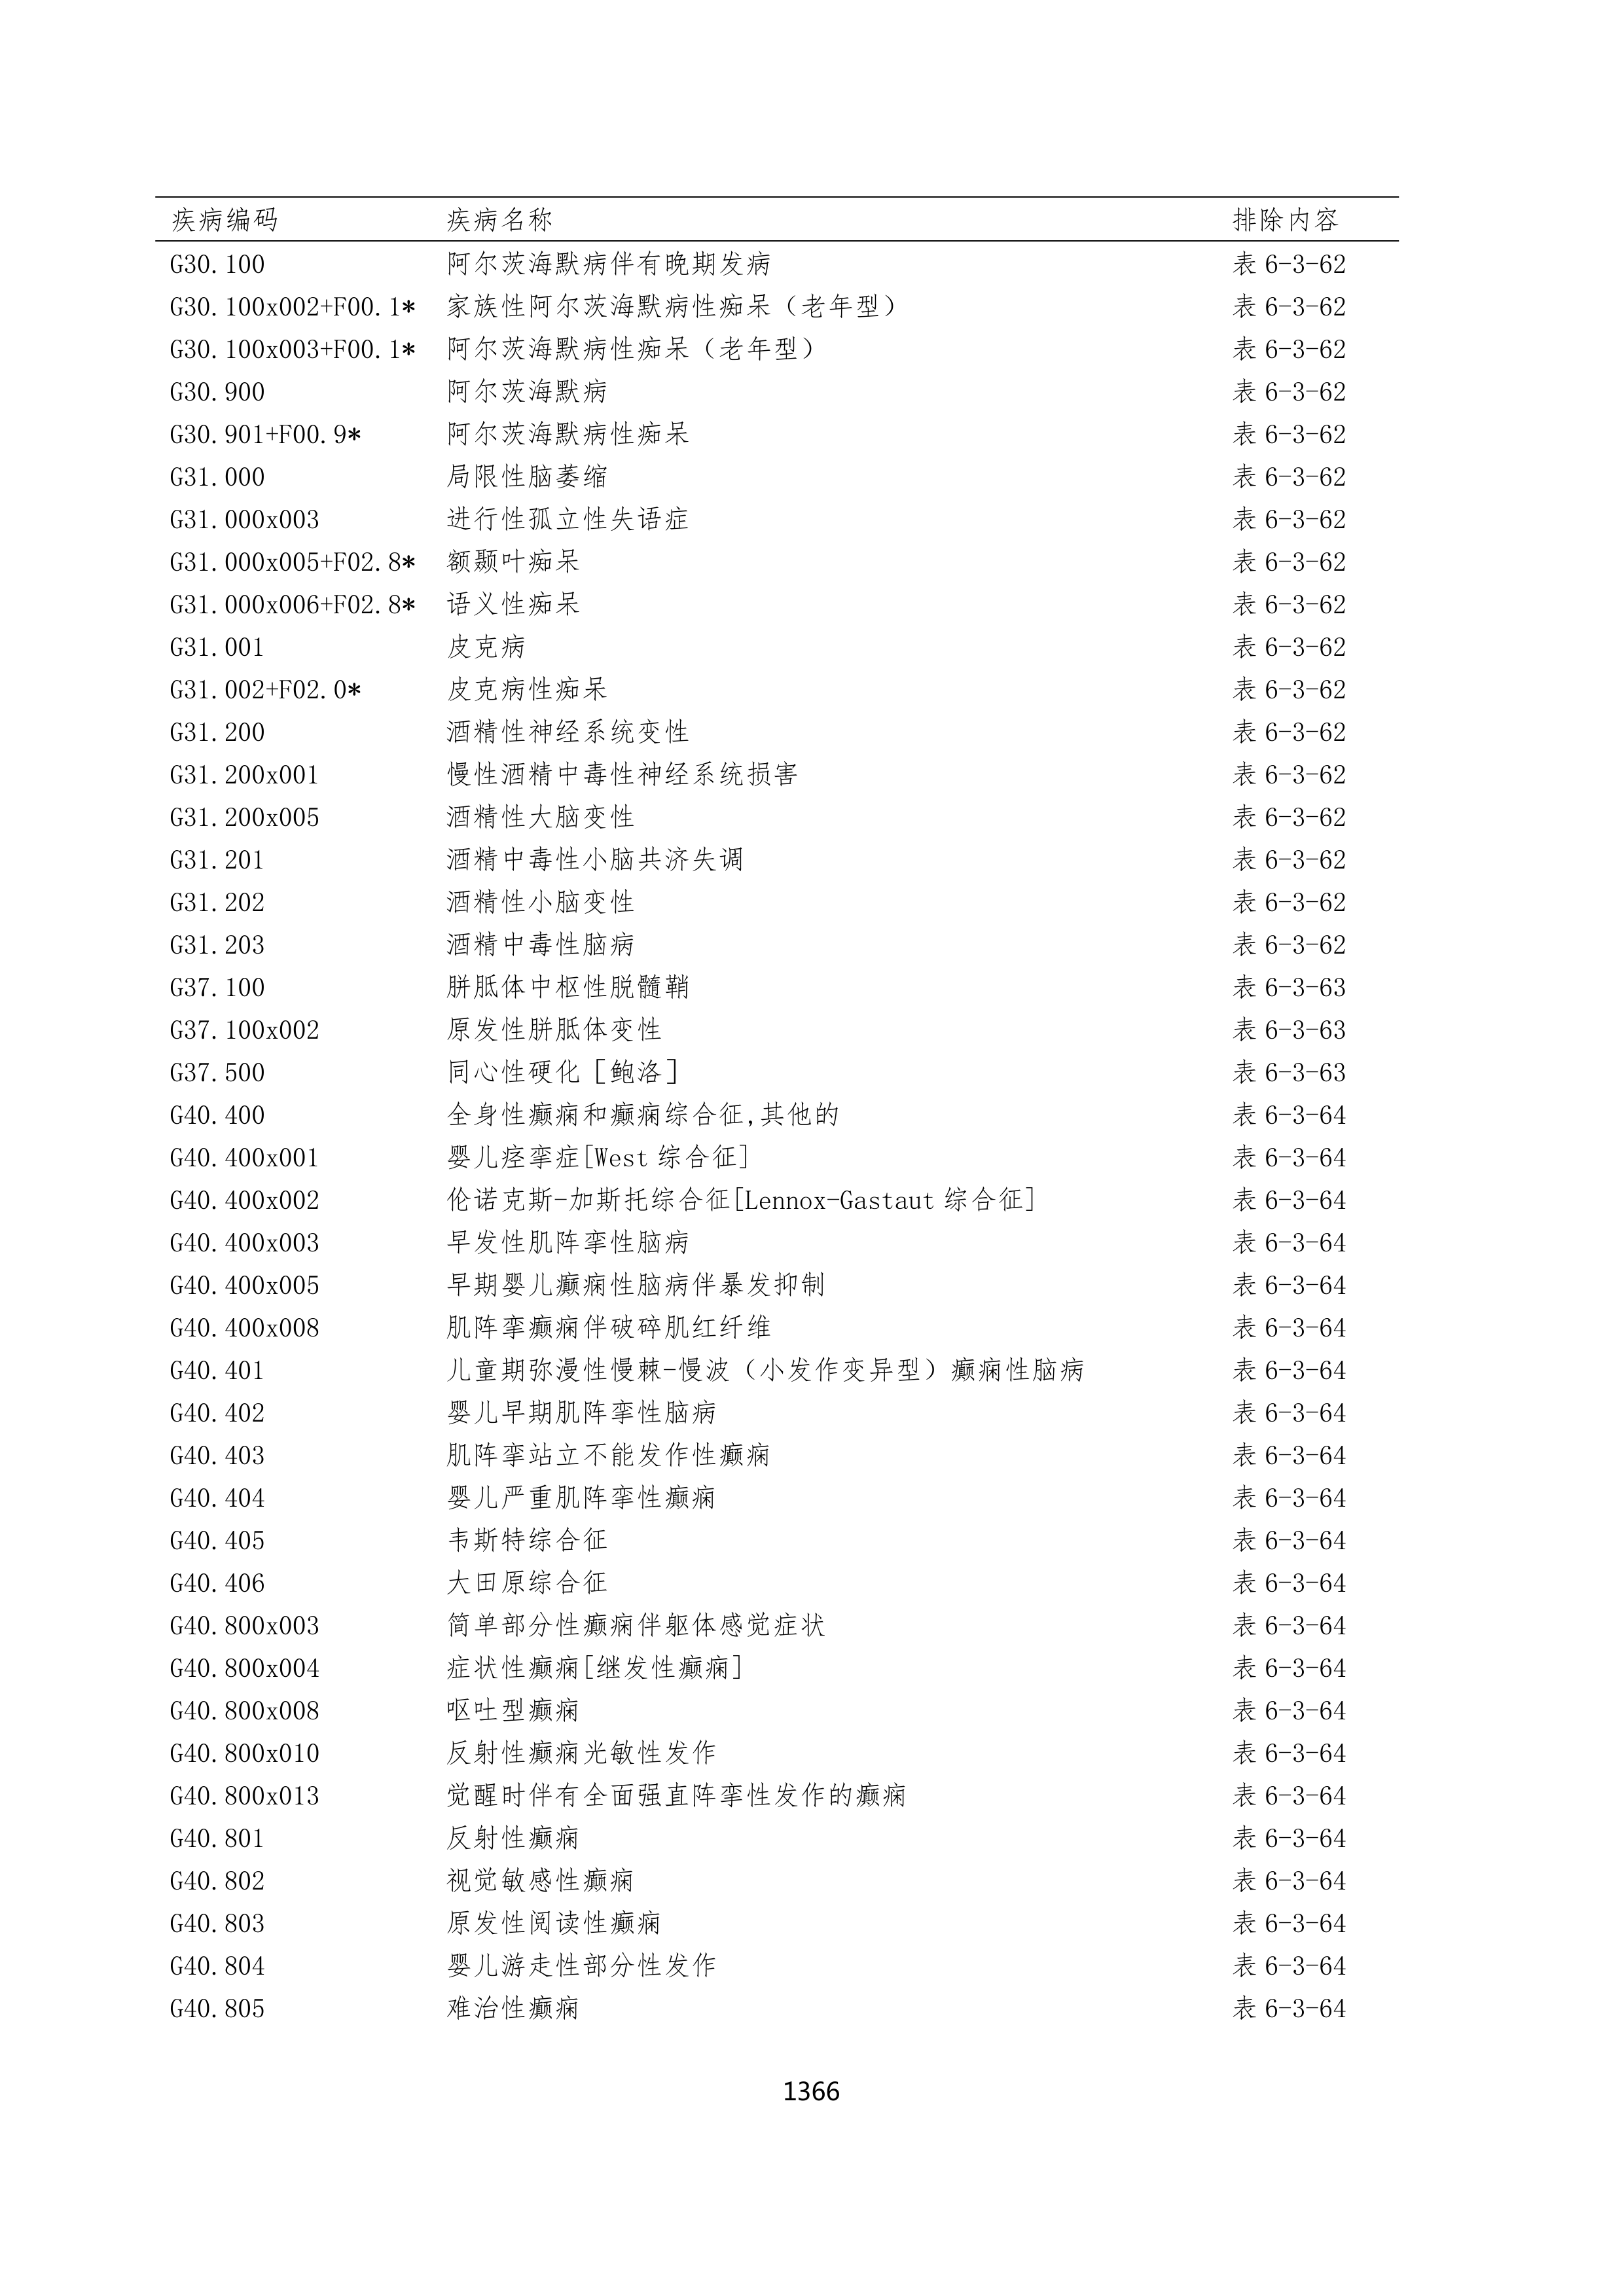 疾病编码 疾病名称 排除内容
G30.100 阿尔茨海默病伴有晚期发病 表 6-3-62
G30.100x002+F00.1* 家族性阿尔茨海默病性痴呆（老年型） 表 6-3-62
G30.100x003+F00.1* 阿尔茨海默病性痴呆（老年型） 表 6-3-62
G30.900 阿尔茨海默病 表 6-3-62
G30.901+F00.9* 阿尔茨海默病性痴呆 表 6-3-62
G31.000 局限性脑萎缩 表 6-3-62
G31.000x003 进行性孤立性失语症 表 6-3-62
G31.000x005+F02.8* 额颞叶痴呆 表 6-3-62
G31.000x006+F02.8* 语义性痴呆 表 6-3-62
G31.001 皮克病 表 6-3-62
G31.002+F02.0* 皮克病性痴呆 表 6-3-62
G31.200 酒精性神经系统变性 表 6-3-62
G31.200x001 慢性酒精中毒性神经系统损害 表 6-3-62
G31.200x005 酒精性大脑变性 表 6-3-62
G31.201 酒精中毒性小脑共济失调 表 6-3-62
G31.202 酒精性小脑变性 表 6-3-62
G31.203 酒精中毒性脑病 表 6-3-62
G37.100 胼胝体中枢性脱髓鞘 表 6-3-63
G37.100x002 原发性胼胝体变性 表 6-3-63
G37.500 同心性硬化［鲍洛］ 表 6-3-63
G40.400 全身性癫痫和癫痫综合征,其他的 表 6-3-64
G40.400x001 婴儿痉挛症[West 综合征] 表 6-3-64
G40.400x002 伦诺克斯-加斯托综合征[Lennox-Gastaut 综合征] 表 6-3-64
G40.400x003 早发性肌阵挛性脑病 表 6-3-64
G40.400x005 早期婴儿癫痫性脑病伴暴发抑制 表 6-3-64
G40.400x008 肌阵挛癫痫伴破碎肌红纤维 表 6-3-64
G40.401 儿童期弥漫性慢棘-慢波（小发作变异型）癫痫性脑病 表 6-3-64
G40.402 婴儿早期肌阵挛性脑病 表 6-3-64
G40.403 肌阵挛站立不能发作性癫痫 表 6-3-64
G40.404 婴儿严重肌阵挛性癫痫 表 6-3-64
G40.405 韦斯特综合征 表 6-3-64
G40.406 大田原综合征 表 6-3-64
G40.800x003 简单部分性癫痫伴躯体感觉症状 表 6-3-64
G40.800x004 症状性癫痫[继发性癫痫] 表 6-3-64
G40.800x008 呕吐型癫痫 表 6-3-64
G40.800x010 反射性癫痫光敏性发作 表 6-3-64
G40.800x013 觉醒时伴有全面强直阵挛性发作的癫痫 表 6-3-64
G40.801 反射性癫痫 表 6-3-64
G40.802 视觉敏感性癫痫 表 6-3-64
G40.803 原发性阅读性癫痫 表 6-3-64
G40.804 婴儿游走性部分性发作 表 6-3-64
G40.805 难治性癫痫 表 6-3-64
1366